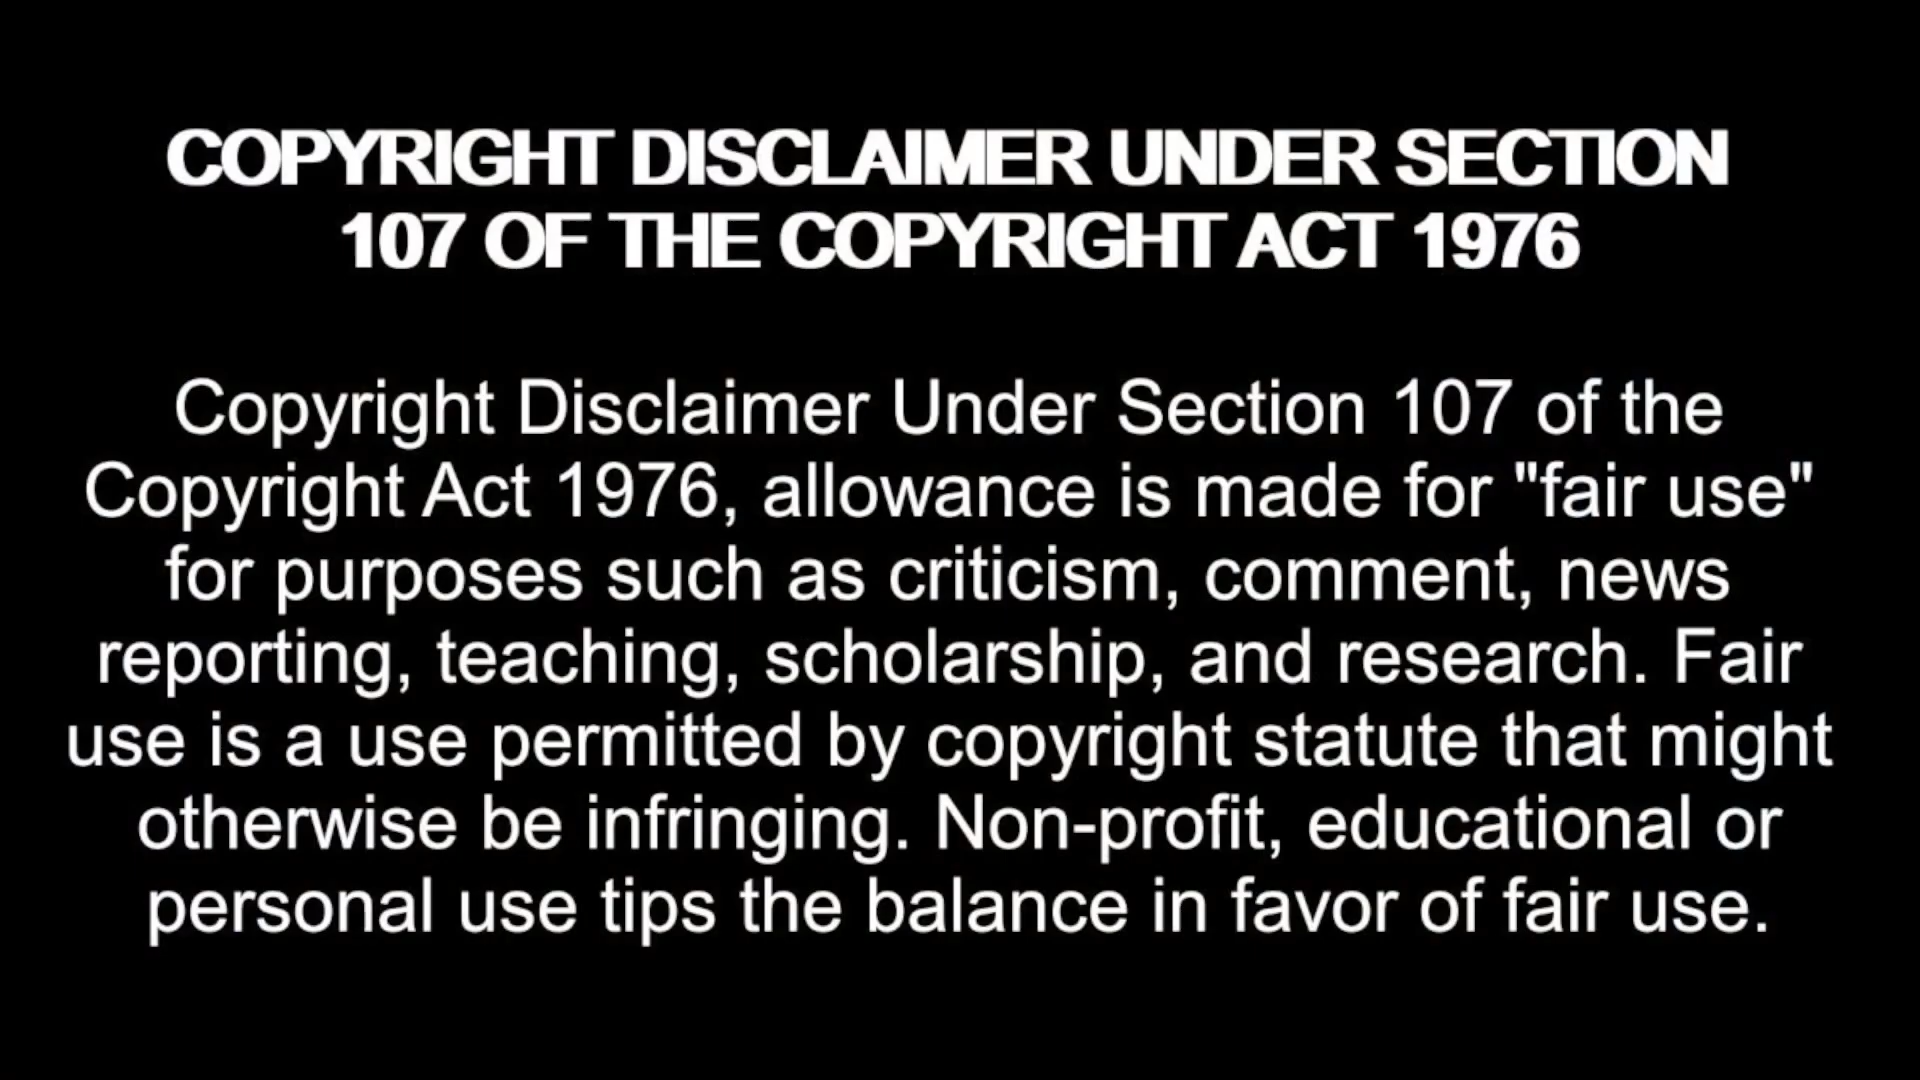 COPYRIGHT DISCLAIMER UNDER SECTION
107 OF THE COPYRIGHT ACT 1976
Copyright Disclaimer Under Section 107 of the
Copyright Act 1976, allowance is made for "fair use"
for purposes such as criticism, comment, news
reporting, teaching, scholarship, and research. Fair
use is a use permitted by copyright statute that might
otherwise be infringing. Non-profit, educational or
personal use tips the balance in favor of fair use.